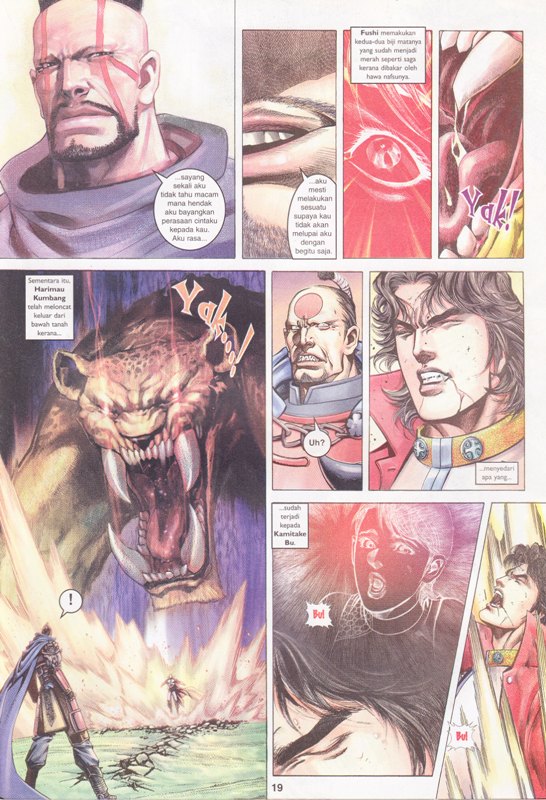 ...sayang
sekali aku
tidak tahu macam
mana hendak
aku bayangkan
perasaan cintaku
kepada kau.
Aku rasa...
...aku
mesti
melakukan
sesuatu
supaya kau
tidak akan
melupai aku
dengan
begitu saja.
Fushi memakukan
kedua-dua biji matanya
yang sudah menjadi
merah seperti saga
kerana dibakar oleh
hawa nafsunya.
Yak!
Sementara itu,
Harimau
Kumbang
telah meloncat
keluar dari
bawah tanah
kerana...
Yak...!
!
Uh?
...menyedari
apa yang...
...sudah
terjadi
kepada
Kamitake
Bu.
Bu!
Bu!
19